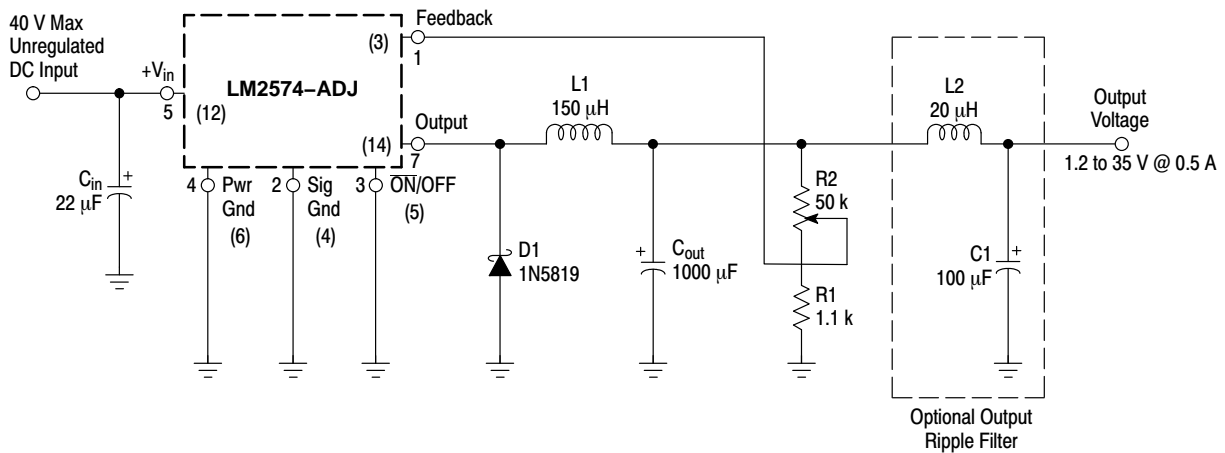 40 V Max
Unregulated
DC Input
+Vin
5
(12)
LM2574−ADJ
(3)
Feedback
1
(14)
Output
7
Cin
22 μF
+
4
Pwr
Gnd
(6)
2
Sig
Gnd
(4)
3
O̅N̅/OFF
(5)
D1
1N5819
L1
150 μH
+
Cout
1000 μF
R2
50 k
R1
1.1 k
L2
20 μH
C1
100 μF
+
Output
Voltage
1.2 to 35 V @ 0.5 A
Optional Output
Ripple Filter